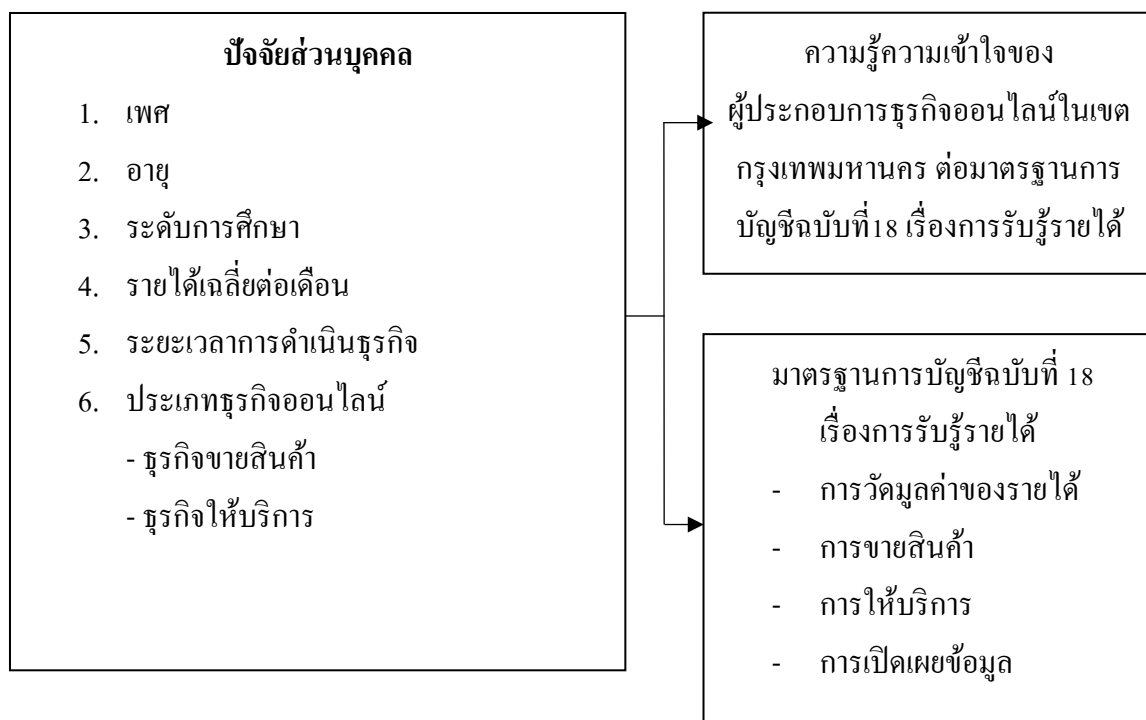 ปัจจัยส่วนบุคคล
1. เพศ
2. อายุ
3. ระดับการศึกษา
4. รายได้เฉลี่ยต่อเดือน
5. ระยะเวลาการดำเนินธุรกิจ
6. ประเภทธุรกิจออนไลน์
- ธุรกิจขายสินค้า
- ธุรกิจให้บริการ
ความรู้ความเข้าใจของ
ผู้ประกอบการธุรกิจออนไลน์ในเขต
กรุงเทพมหานคร ต่อมาตรฐานการ
บัญชีฉบับที่18 เรื่องการรับรู้รายได้
มาตรฐานการบัญชีฉบับที่ 18
เรื่องการรับรู้รายได้
- การวัดมูลค่าของรายได้
- การขายสินค้า
- การให้บริการ
- การเปิดเผยข้อมูล